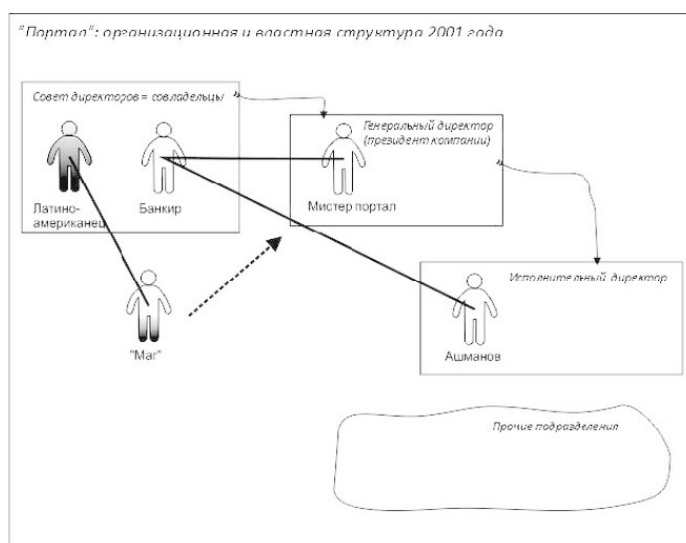 "Портал": организационная и властная структура 2001 года
Совет директоров = совладельцы
Генеральный директор
(президент компании)
Латино-
американец
Банкир
Мистер портал
Исполнительный директор
"Маг"
Ашманов
Прочие подразделения